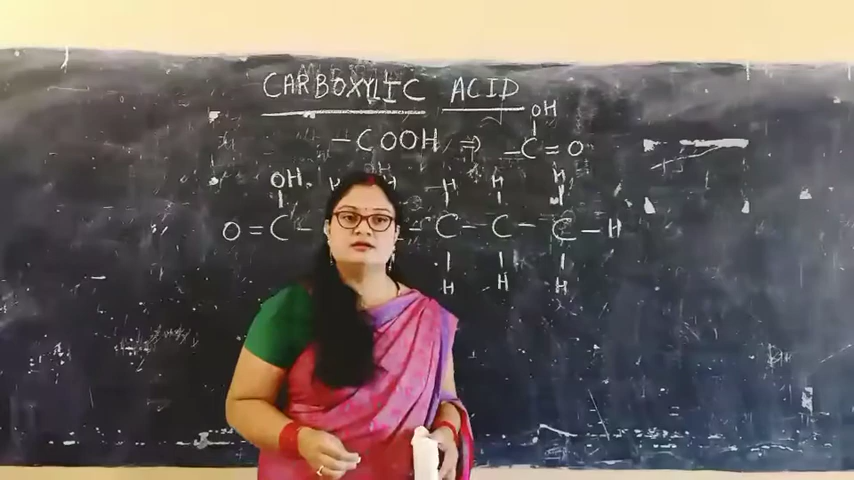 CARBOXYLIC ACID
OH
-COOH ⇒ -C=O
OH H H H H H
O=C- -C-C-C-H
H H H